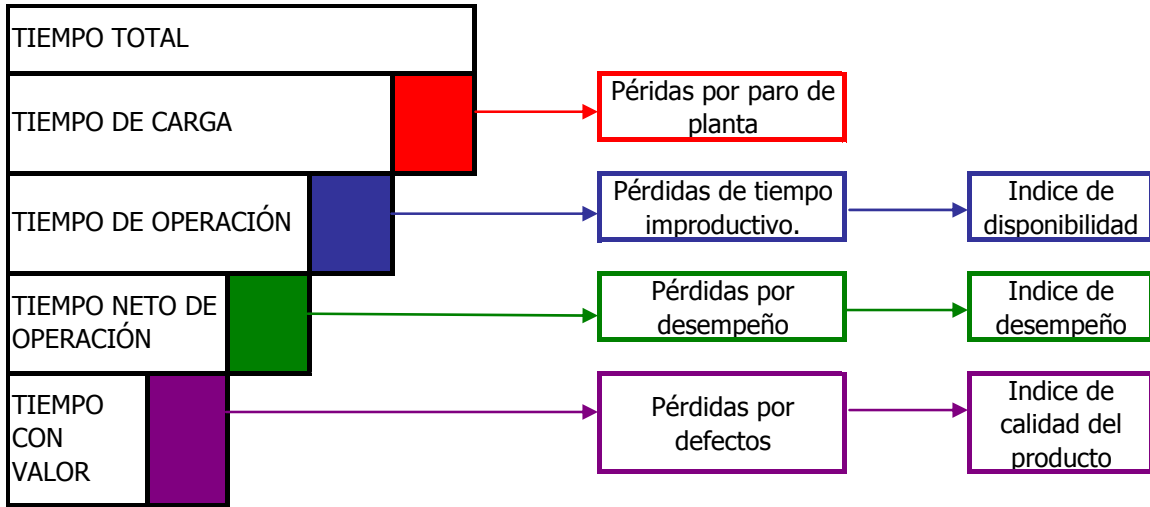 TIEMPO TOTAL
TIEMPO DE CARGA
Péridas por paro de
planta
TIEMPO DE OPERACIÓN
Pérdidas de tiempo
improductivo.
Indice de
disponibilidad
TIEMPO NETO DE
OPERACIÓN
Pérdidas por
desempeño
Indice de
desempeño
TIEMPO
CON
VALOR
Pérdidas por
defectos
Indice de
calidad del
producto